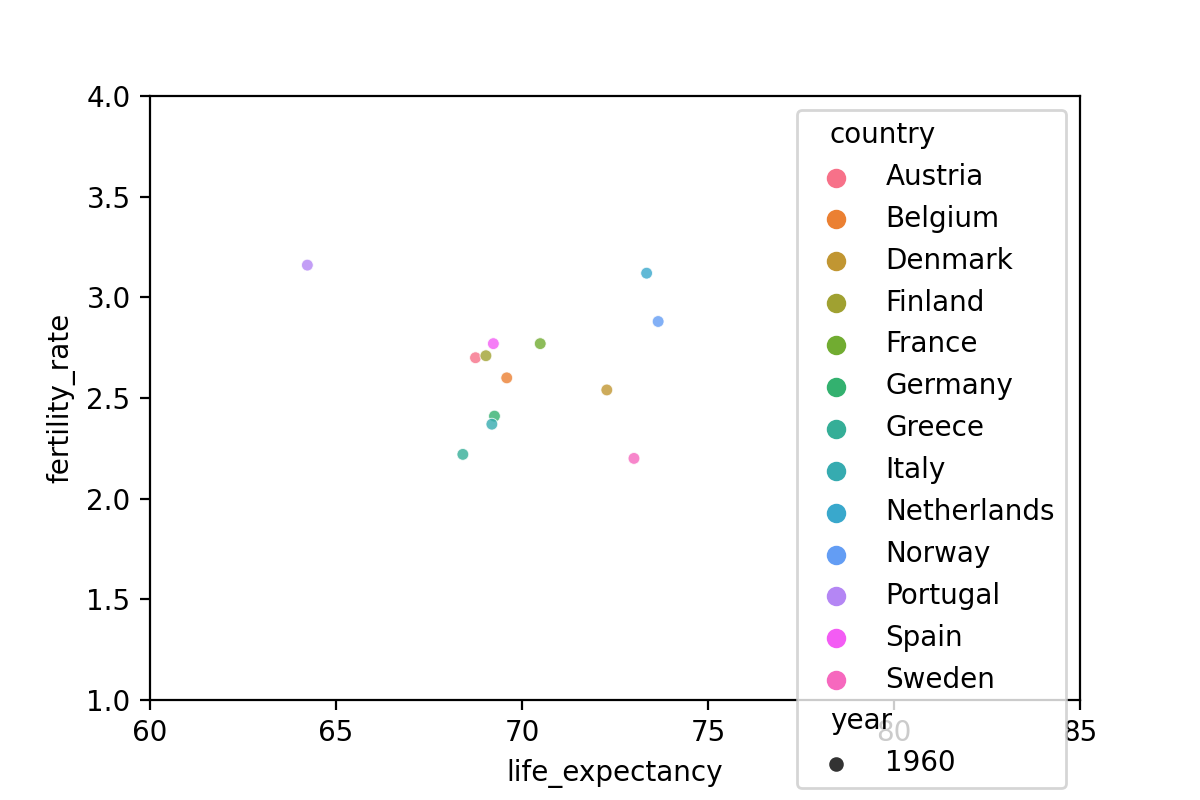 4.0
3.5
3.0
2.5
2.0
1.5
1.0
fertility_rate
60 65 70 75 80 85
life_expectancy
country
Austria
Belgium
Denmark
Finland
France
Germany
Greece
Italy
Netherlands
Norway
Portugal
Spain
Sweden
year
1960